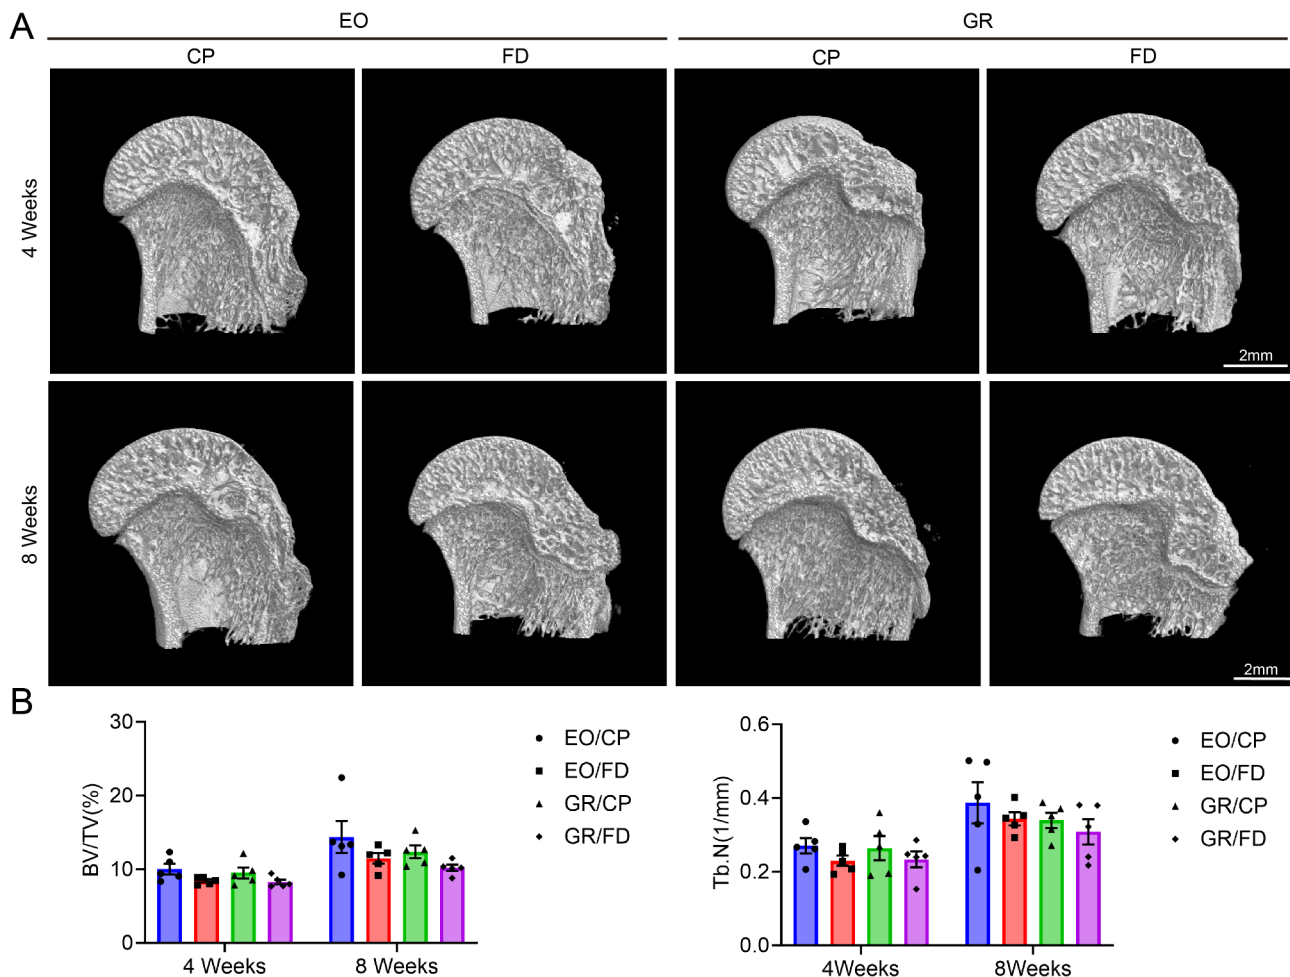 A
EO
GR
CP
FD
CP
FD
4 Weeks
2mm
8 Weeks
2mm
B
BV/TV(%)
30
20
10
0
4 Weeks
8 Weeks
EO/CP
EO/FD
GR/CP
GR/FD
Tb.N(1/mm)
0.6
0.4
0.2
0.0
4Weeks
8Weeks
EO/CP
EO/FD
GR/CP
GR/FD